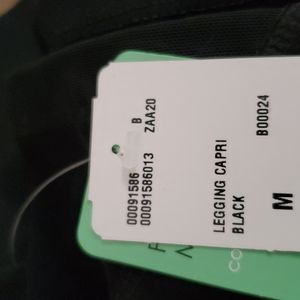 00091586 B
00091586013 ZAA20
LEGGING CAPRI
BLACK
B00024
M